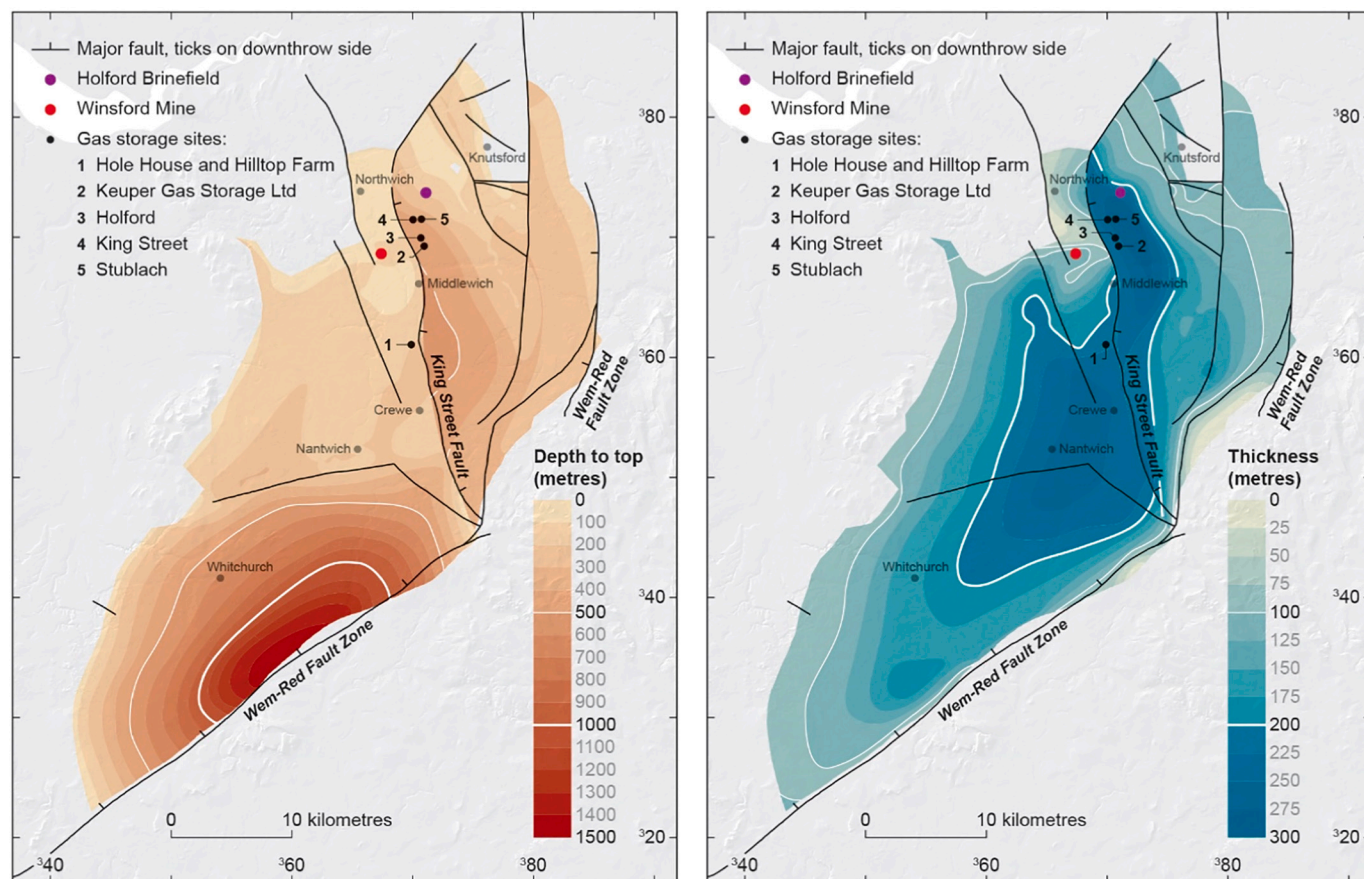 Major fault, ticks on downthrow side
Holford Brinefield
Winsford Mine
Gas storage sites:
1 Hole House and Hilltop Farm
2 Keuper Gas Storage Ltd
3 Holford
4 King Street
5 Stublach
380
Knutsford
Northwich
4
5
3
2
Middlewich
360
1
King Street Fault
Wem-Red
Fault Zone
Crewe
Nantwich
Depth to top
(metres)
0
100
200
300
400
500
600
700
800
900
1000
1100
1200
1300
1400
1500
Whitchurch
340
Wem-Red Fault Zone
0
10 kilometres
320
340
360
380
Major fault, ticks on downthrow side
Holford Brinefield
Winsford Mine
Gas storage sites:
1 Hole House and Hilltop Farm
2 Keuper Gas Storage Ltd
3 Holford
4 King Street
5 Stublach
380
Knutsford
Northwich
4
5
3
2
Middlewich
360
1
King Street Fault
Wem-Red
Fault Zone
Crewe
Nantwich
Thickness
(metres)
0
25
50
75
100
125
150
175
200
225
250
275
300
Whitchurch
340
Wem-Red Fault Zone
0
10 kilometres
320
340
360
380